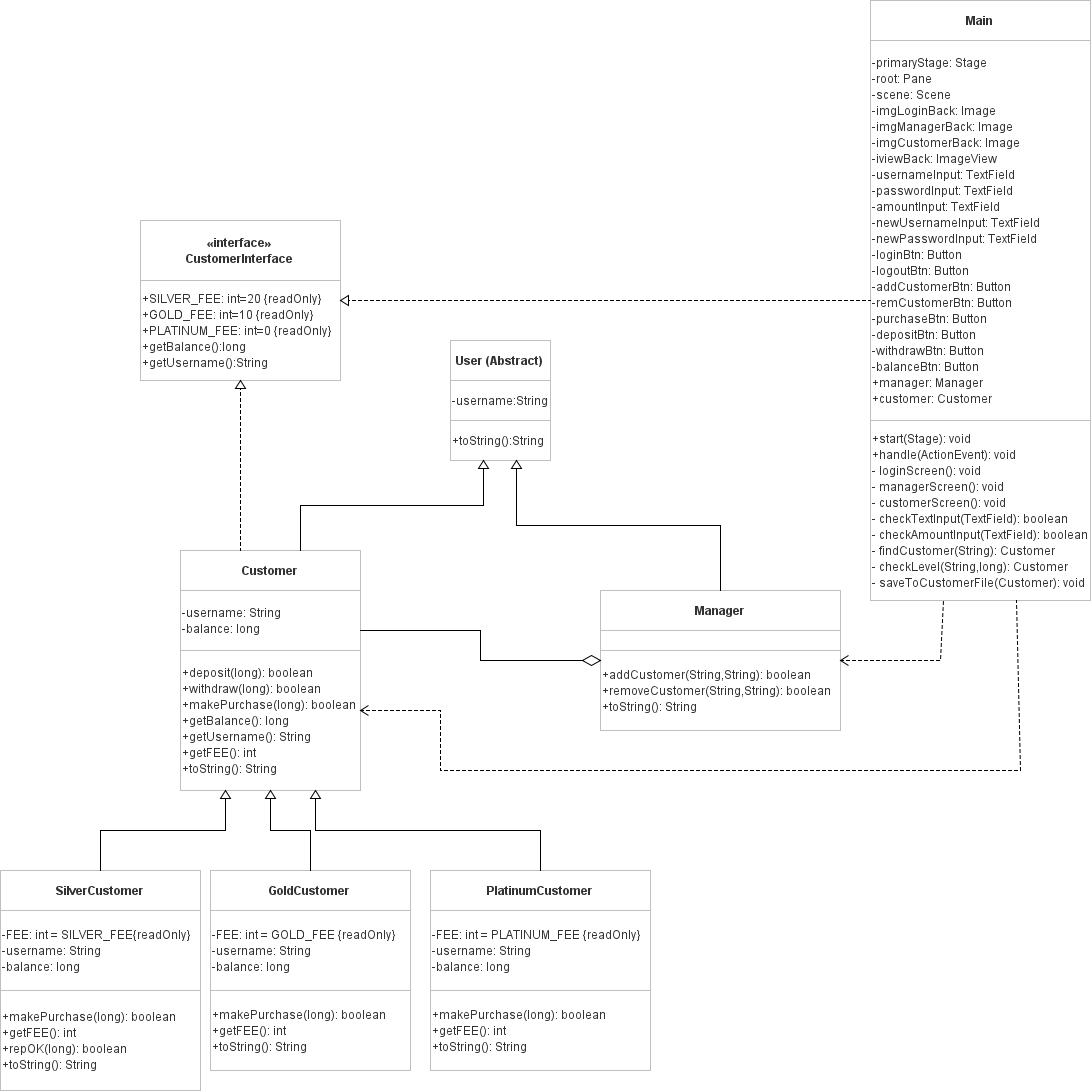 Main
-primaryStage: Stage
-root: Pane
-scene: Scene
-imgLoginBack: Image
-imgManagerBack: Image
-imgCustomerBack: Image
-iviewBack: ImageView
-usernameInput: TextField
-passwordInput: TextField
-amountInput: TextField
-newUsernameInput: TextField
-newPasswordInput: TextField
-loginBtn: Button
-logoutBtn: Button
-addCustomerBtn: Button
-remCustomerBtn: Button
-purchaseBtn: Button
-depositBtn: Button
-withdrawBtn: Button
-balanceBtn: Button
+manager: Manager
+customer: Customer
+start(Stage): void
+handle(ActionEvent): void
- loginScreen(): void
- managerScreen(): void
- customerScreen(): void
- checkTextInput(TextField): boolean
- checkAmountInput(TextField): boolean
- findCustomer(String): Customer
- checkLevel(String,long): Customer
- saveToCustomerFile(Customer): void
«interface»
CustomerInterface
+SILVER_FEE: int=20 {readOnly}
+GOLD_FEE: int=10 {readOnly}
+PLATINUM_FEE: int=0 {readOnly}
+getBalance():long
+getUsername():String
User (Abstract)
-username:String
+toString():String
Customer
-username: String
-balance: long
+deposit(long): boolean
+withdraw(long): boolean
+makePurchase(long): boolean
+getBalance(): long
+getUsername(): String
+getFEE(): int
+toString(): String
Manager
+addCustomer(String,String): boolean
+removeCustomer(String,String): boolean
+toString(): String
SilverCustomer
-FEE: int = SILVER_FEE{readOnly}
-username: String
-balance: long
+makePurchase(long): boolean
+getFEE(): int
+repOK(long): boolean
+toString(): String
GoldCustomer
-FEE: int = GOLD_FEE {readOnly}
-username: String
-balance: long
+makePurchase(long): boolean
+getFEE(): int
+toString(): String
PlatinumCustomer
-FEE: int = PLATINUM_FEE {readOnly}
-username: String
-balance: long
+makePurchase(long): boolean
+getFEE(): int
+toString(): String